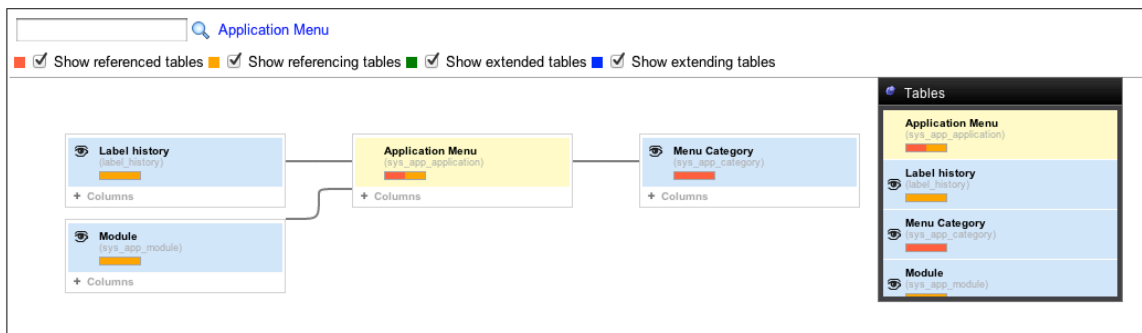 Application Menu
Show referenced tables Show referencing tables Show extended tables Show extending tables
Tables
Label history
(label_history)
+ Columns
Application Menu
(sys_app_application)
+ Columns
Menu Category
(sys_app_category)
+ Columns
Module
(sys_app_module)
+ Columns
Application Menu
(sys_app_application)
Label history
(label_history)
Menu Category
(sys_app_category)
Module
(sys_app_module)